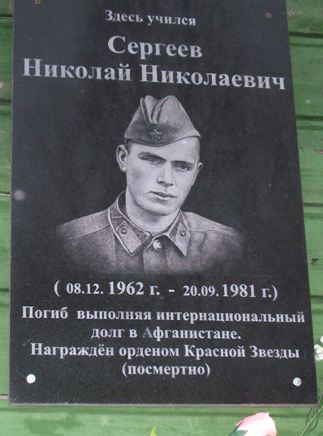 Здесь учился
Сергеев
Николай Николаевич
( 08.12. 1962 г. - 20.09. 1981 г.)
Погиб выполняя интернациональный
долг в Афганистане.
Награждён орденом Красной Звезды
(посмертно)